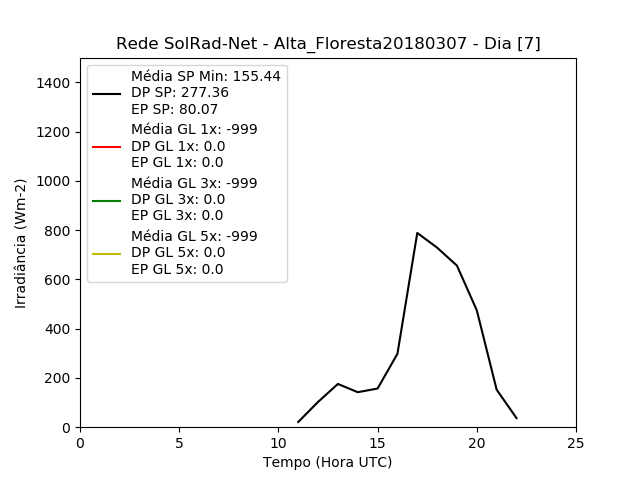 Rede SolRad-Net - Alta_Floresta20180307 - Dia [7]
Média SP Min: 155.44
DP SP: 277.36
EP SP: 80.07
Média GL 1x: -999
DP GL 1x: 0.0
EP GL 1x: 0.0
Média GL 3x: -999
DP GL 3x: 0.0
EP GL 3x: 0.0
Média GL 5x: -999
DP GL 5x: 0.0
EP GL 5x: 0.0
Irradiância (Wm-2)
1400
1200
1000
800
600
400
200
0
0 5 10 15 20 25
Tempo (Hora UTC)